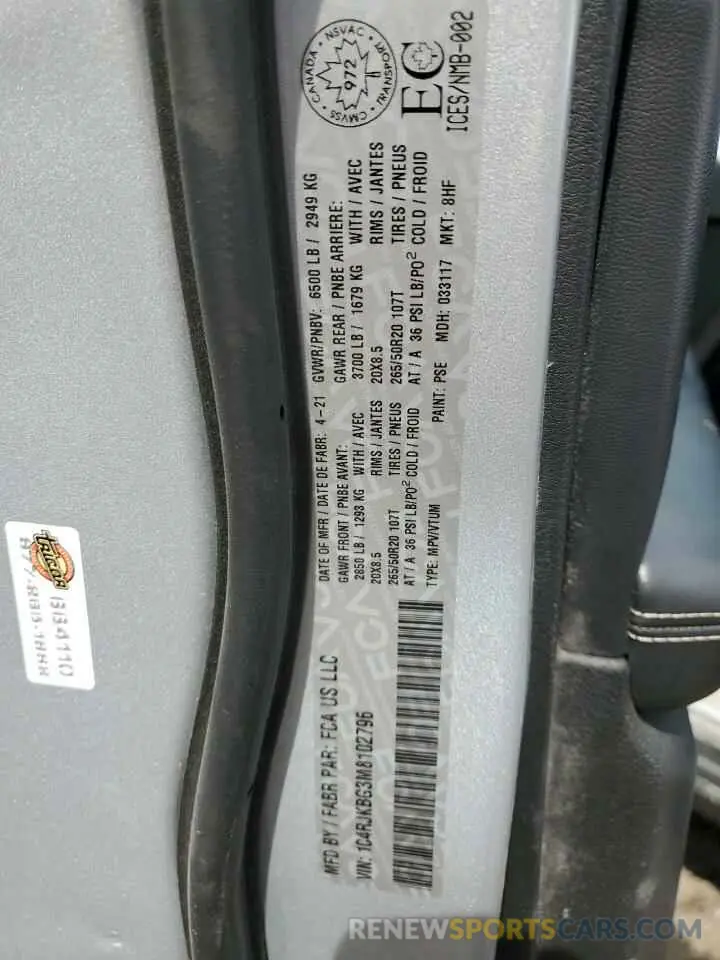 MFD BY / FABR PAR: FCA US LLC
VIN: 1C4RJKBG3M8102796
DATE OF MFR / DATE DE FABR: 4-21 GVWR/PNBV: 6500 LB / 2949 KG
GAWR FRONT / PNBE AVANT: GAWR REAR / PNBE ARRIERE:
2850 LB / 1293 KG WITH / AVEC 3700 LB / 1679 KG WITH / AVEC
20X8.5 RIMS / JANTES 20X8.5 RIMS / JANTES
265/50R20 107T TIRES / PNEUS 265/50R20 107T TIRES / PNEUS
AT / A 36 PSI LB/PO² COLD / FROID AT / A 36 PSI LB/PO² COLD / FROID
TYPE: MPV/VTUM PAINT: PSE MDH: 033117 MKT: 8HF
CANADA • NSVAC • TRANSPORT • CMVSS
972
EC
ICES/NMB-002
RENEWSPORTSCARS.COM